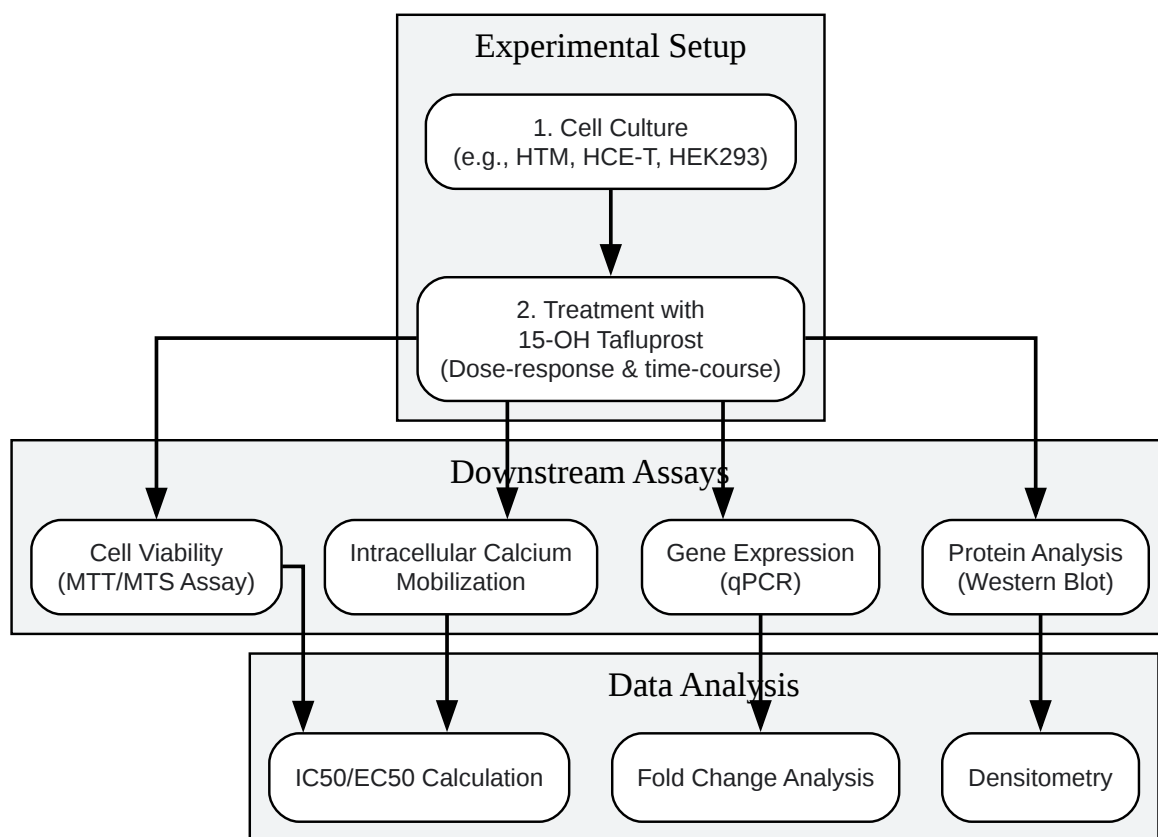 Experimental Setup
1. Cell Culture
(e.g., HTM, HCE-T, HEK293)
2. Treatment with
15-OH Tafluprost
(Dose-response & time-course)
Downstream Assays
Cell Viability
(MTT/MTS Assay)
Intracellular Calcium
Mobilization
Gene Expression
(qPCR)
Protein Analysis
(Western Blot)
Data Analysis
IC50/EC50 Calculation
Fold Change Analysis
Densitometry